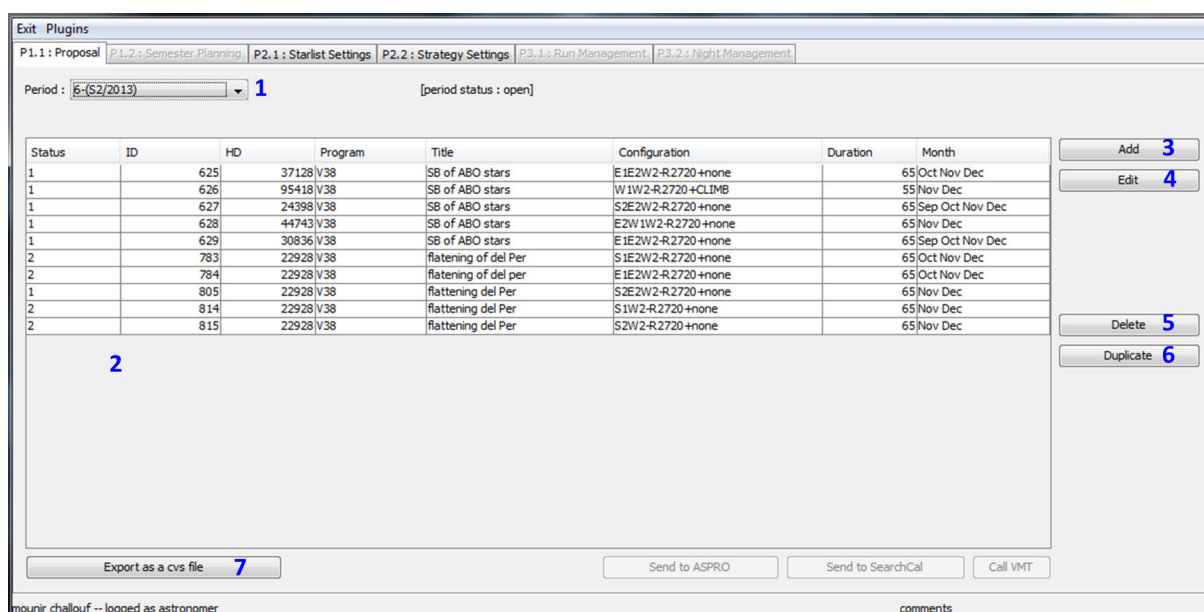 Exit Plugins
P1.1 : Proposal P1.2 : Semester Planning P2.1 : Starlist Settings P2.2 : Strategy Settings P3.1 : Run Management P3.2 : Night Management
Period : 6-(S2/2013) 1 [period status : open]
Status ID HD Program Title Configuration Duration Month
1 625 37128 V38 SB of ABO stars E1E2W2-R2720+none 65 Oct Nov Dec
1 626 95418 V38 SB of ABO stars W1W2-R2720+CLIMB 55 Nov Dec
1 627 24398 V38 SB of ABO stars S2E2W2-R2720+none 65 Sep Oct Nov Dec
1 628 44743 V38 SB of ABO stars E2W1W2-R2720+none 65 Nov Dec
1 629 30836 V38 SB of ABO stars E1E2W2-R2720+none 65 Sep Oct Nov Dec
2 783 22928 V38 flatening of del Per S1E2W2-R2720+none 65 Oct Nov Dec
2 784 22928 V38 flatening of del per E1E2W2-R2720+none 65 Oct Nov Dec
1 805 22928 V38 flattening del Per S2E2W2-R2720+none 65 Nov Dec
2 814 22928 V38 flattening del Per S1W2-R2720+none 65 Nov Dec
2 815 22928 V38 flattening del Per S2W2-R2720+none 65 Nov Dec
2
Add 3
Edit 4
Delete 5
Duplicate 6
Export as a cvs file 7 Send to ASPRO Send to SearchCal Call VMT
mounir challouf -- logged as astronomer comments